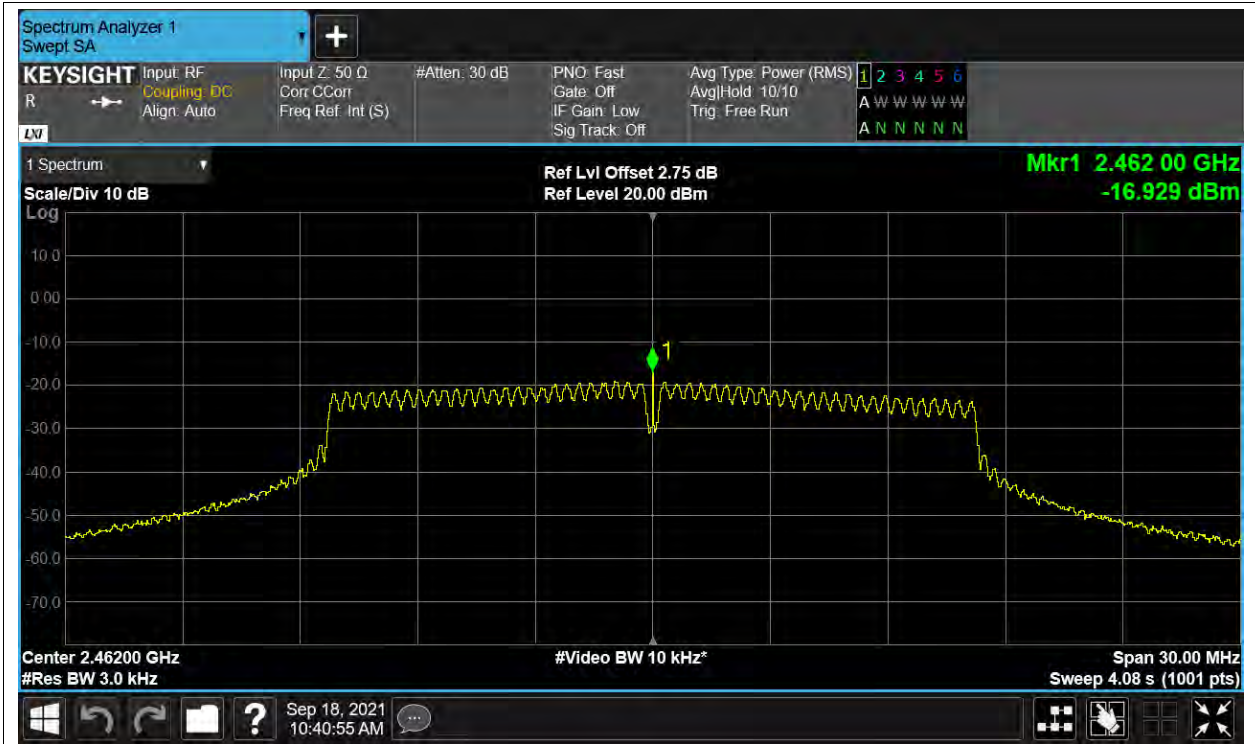 Spectrum Analyzer 1
Swept SA
KEYSIGHT
R
LXI
Input: RF
Coupling: DC
Align: Auto
Input Z: 50 Ω
Corr CCorr
Freq Ref: Int (S)
#Atten: 30 dB
PNO: Fast
Gate: Off
IF Gain: Low
Sig Track: Off
Avg Type: Power (RMS)
Avg|Hold: 10/10
Trig: Free Run
1 2 3 4 5 6
A W W W W W
A N N N N N
1 Spectrum
Scale/Div 10 dB
Ref Lvl Offset 2.75 dB
Ref Level 20.00 dBm
Mkr1 2.462 00 GHz
-16.929 dBm
Log
10.0
0.00
-10.0
-20.0
-30.0
-40.0
-50.0
-60.0
-70.0
1
Center 2.46200 GHz
#Res BW 3.0 kHz
#Video BW 10 kHz*
Span 30.00 MHz
Sweep 4.08 s (1001 pts)
?
Sep 18, 2021
10:40:55 AM